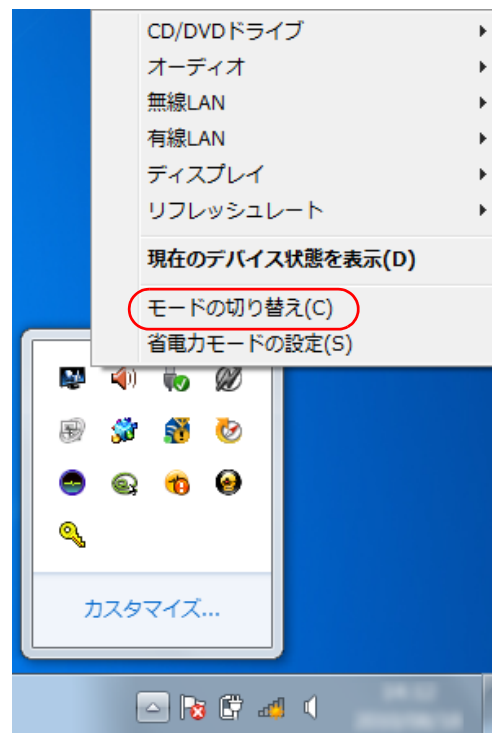 CD/DVDドライブ
オーディオ
無線LAN
有線LAN
ディスプレイ
リフレッシュレート
現在のデバイス状態を表示(D)
モードの切り替え(C)
省電力モードの設定(S)
カスタマイズ...